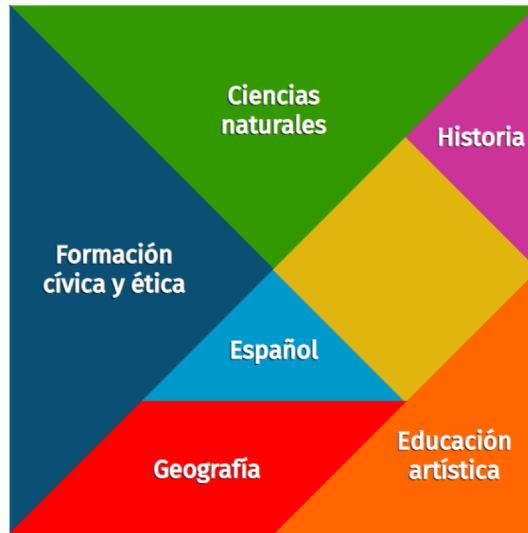 Ciencias
naturales
Historia
Formación
cívica y ética
Español
Geografía
Educación
artística